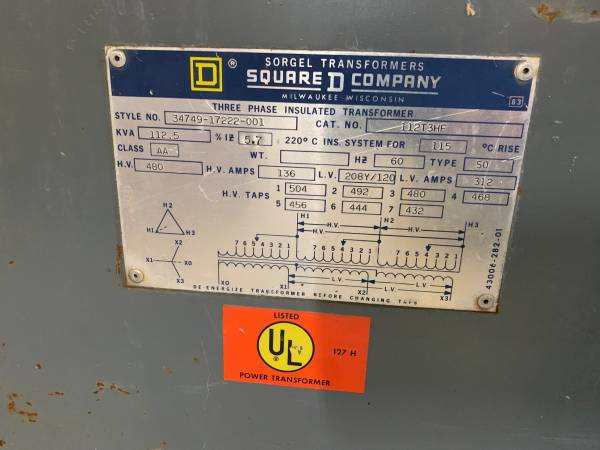 D ® SORGEL TRANSFORMERS
SQUARE D COMPANY
MILWAUKEE-WISCONSIN
83
THREE PHASE INSULATED TRANSFORMER
STYLE NO. 34749-17222-001 CAT. NO. 112T3HF
KVA 112.5 % IZ 5.7 220°C INS. SYSTEM FOR 115 °C RISE
CLASS AA WT. HZ 60 TYPE SO
H.V. 480 H.V. AMPS 136 L.V. 208Y/120 L.V. AMPS 312
H.V. TAPS 1 504 2 492 3 480 4 468
5 456 6 444 7 432
H2
H1 H3
X2
X1 X0
X3
H1 H2 H3
H.V. H.V.
H.V.
7 6 5 4 3 2 1 7 6 5 4 3 2 1 7 6 5 4 3 2 1
L.V. L.V.
X0 X1 L.V. X2 X3
DE-ENERGIZE TRANSFORMER BEFORE CHANGING TAPS
43006-282-01
LISTED
UL ®
127 H
POWER TRANSFORMER